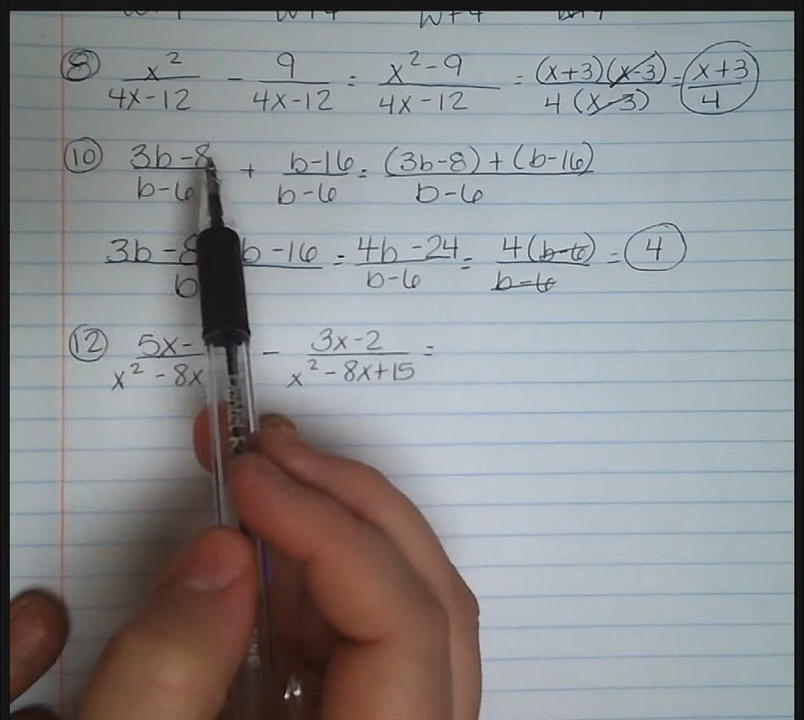 8 x² / 4x-12 - 9 / 4x-12 = x²-9 / 4x-12 = (x+3)(x-3) / 4(x-3) = x+3 / 4
10 3b-8 / b-6 + b-16 / b-6 = (3b-8)+(b-16) / b-6
3b-8 b-16 / b = 4b-24 / b-6 = 4(b-6) / b-6 = 4
12 5x- / x²-8x - 3x-2 / x²-8x+15 =